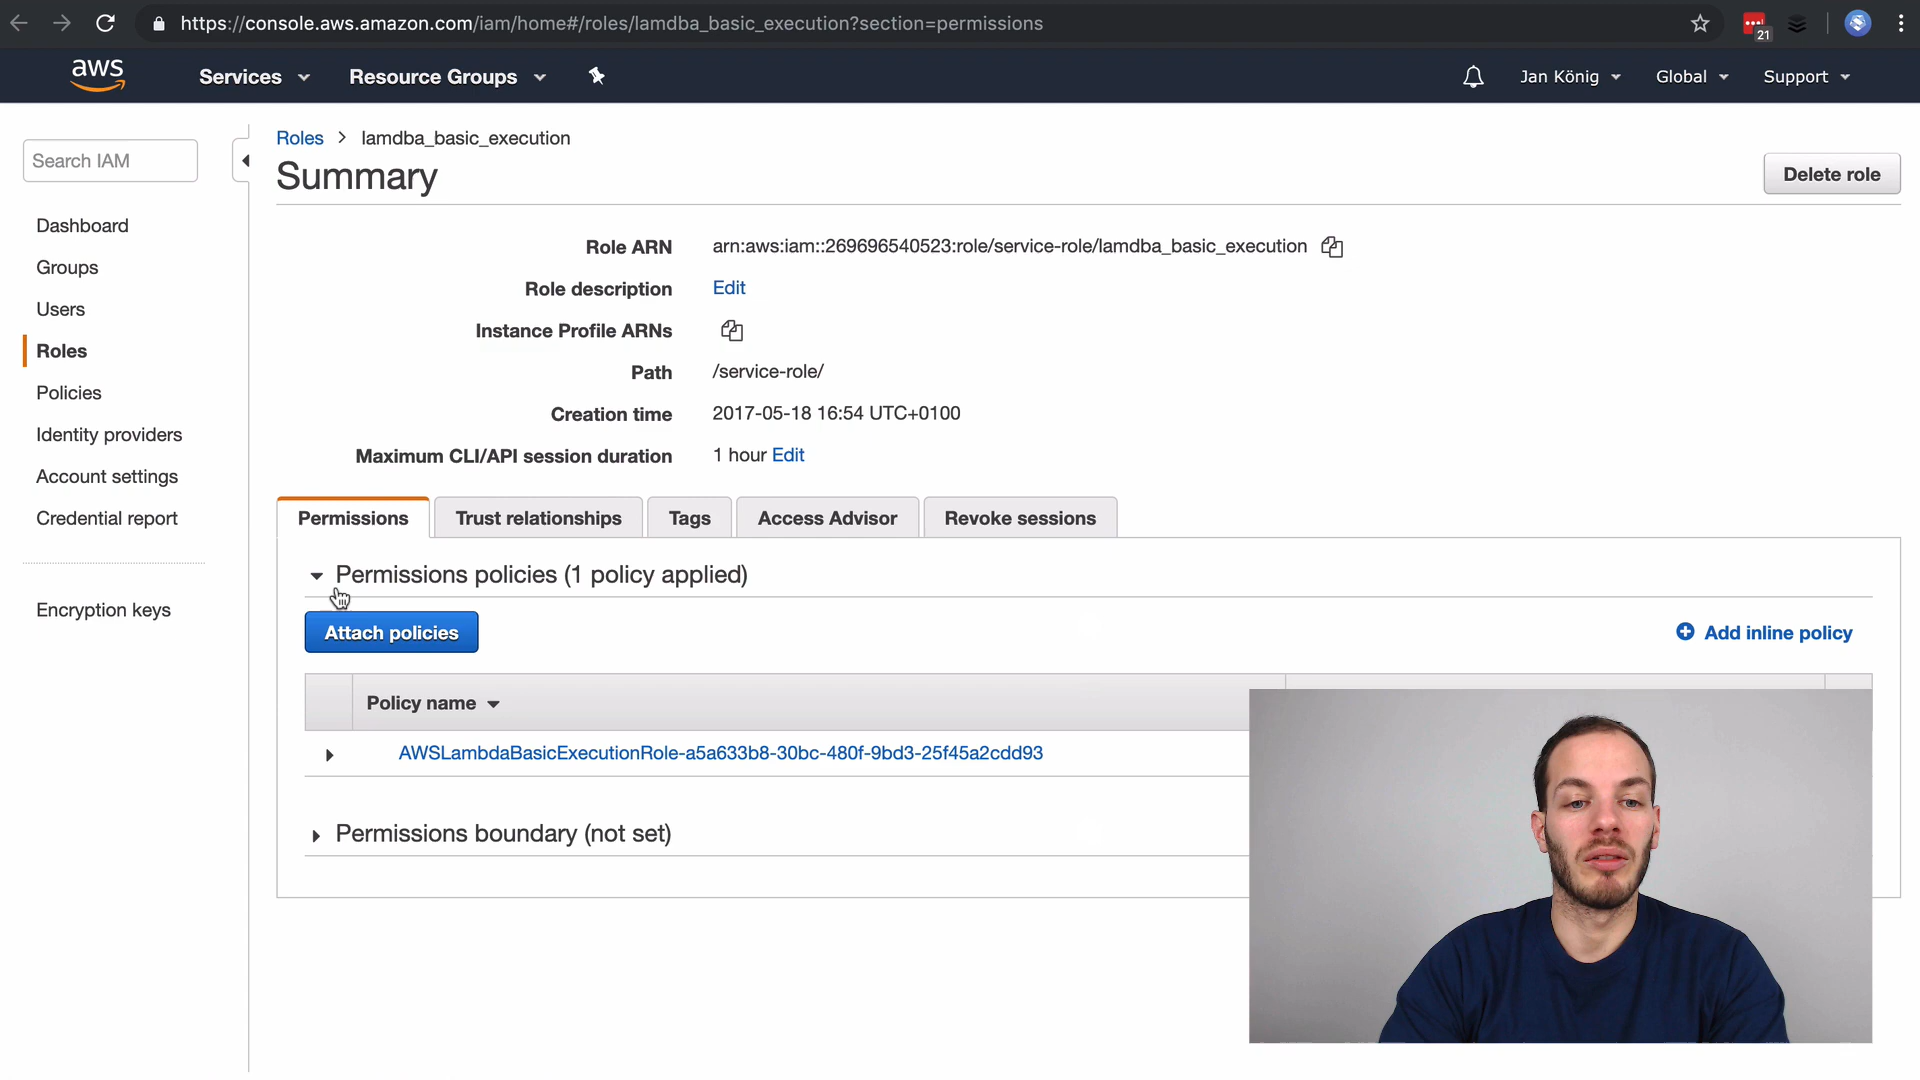 https://console.aws.amazon.com/iam/home#/roles/lamdba_basic_execution?section=permissions
21
aws
Services
Resource Groups
Jan König
Global
Support
Search IAM
Dashboard
Groups
Users
Roles
Policies
Identity providers
Account settings
Credential report
Encryption keys
Roles > lamdba_basic_execution
Summary
Delete role
Role ARN arn:aws:iam::269696540523:role/service-role/lamdba_basic_execution
Role description Edit
Instance Profile ARNs
Path /service-role/
Creation time 2017-05-18 16:54 UTC+0100
Maximum CLI/API session duration 1 hour Edit
Permissions
Trust relationships
Tags
Access Advisor
Revoke sessions
Permissions policies (1 policy applied)
Attach policies
Add inline policy
Policy name
AWSLambdaBasicExecutionRole-a5a633b8-30bc-480f-9bd3-25f45a2cdd93
Permissions boundary (not set)